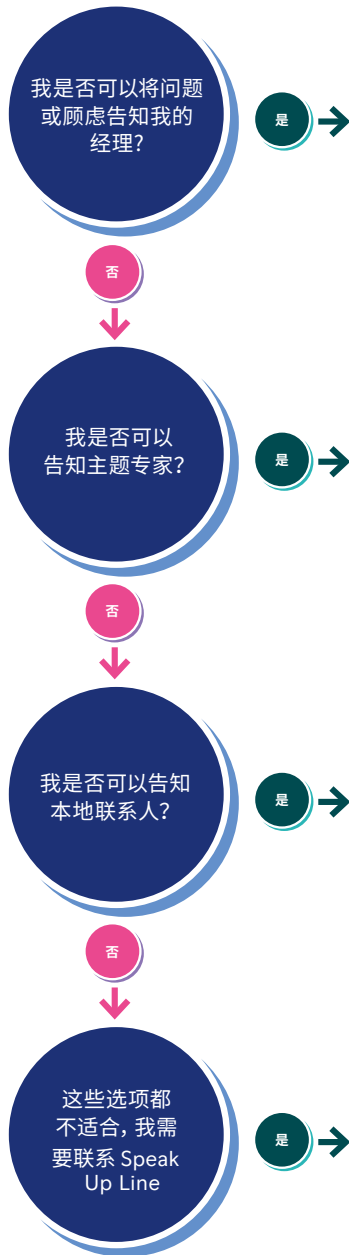 我是否可以将问题
或顾虑告知我的
经理?
是
否
我是否可以
告知主题专家？
是
否
我是否可以告知
本地联系人？
是
否
这些选项都
不适合，我需
要联系 Speak
Up Line
是